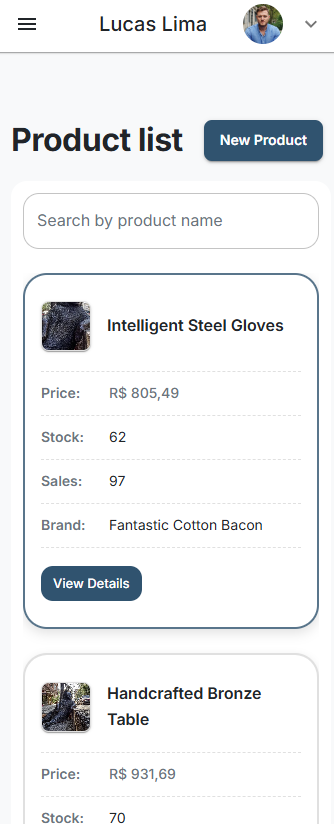 Lucas Lima
Product list
New Product
Search by product name
Intelligent Steel Gloves
Price: R$ 805,49
Stock: 62
Sales: 97
Brand: Fantastic Cotton Bacon
View Details
Handcrafted Bronze
Table
Price: R$ 931,69
Stock: 70